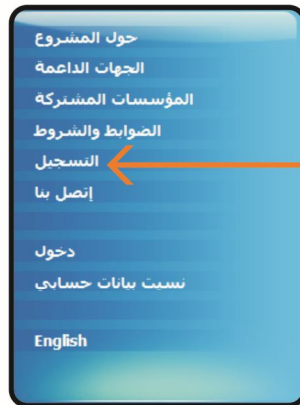 حول المشروع
الجهات الداعمة
المؤسسات المشتركة
الضوابط والشروط
التسجيل
إتصل بنا
دخول
نسيت بيانات حسابي
English